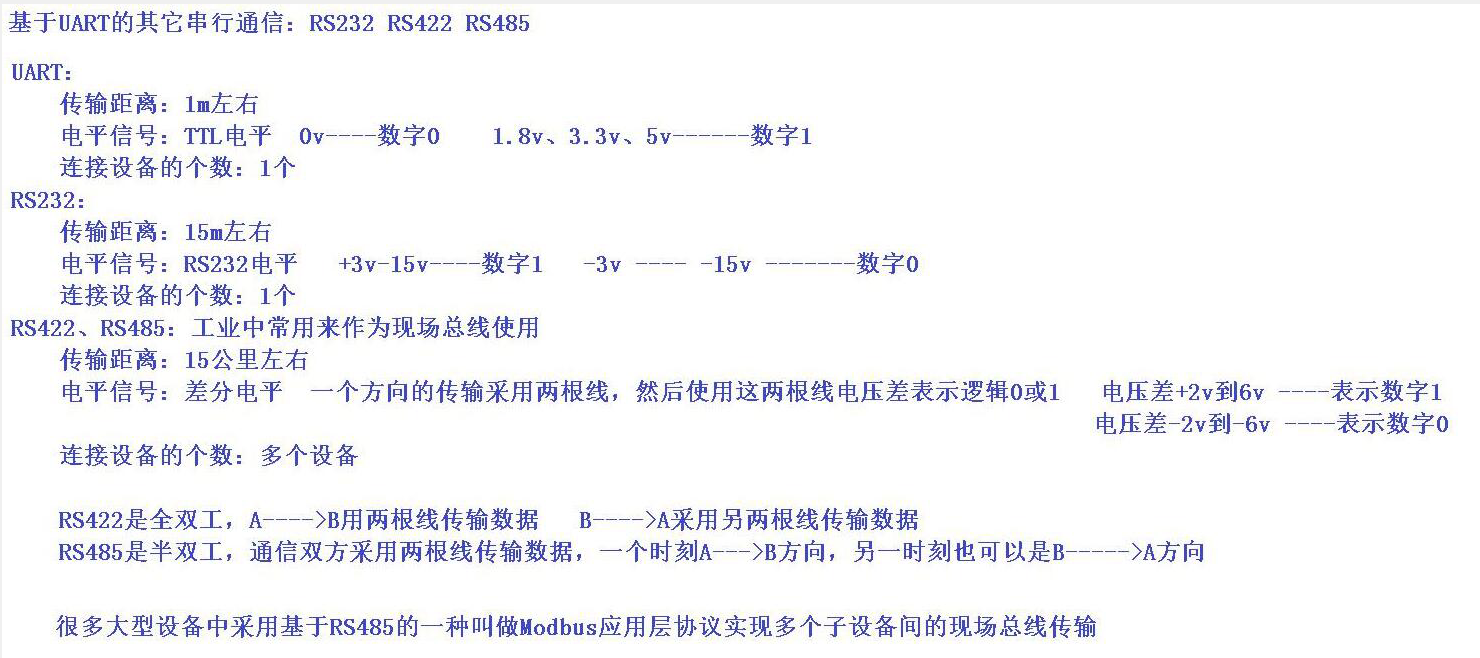 基于UART的其它串行通信：RS232 RS422 RS485
UART：
传输距离：1m左右
电平信号：TTL电平 0v----数字0 1.8v、3.3v、5v------数字1
连接设备的个数：1个
RS232：
传输距离：15m左右
电平信号：RS232电平 +3v-15v----数字1 -3v ---- -15v -------数字0
连接设备的个数：1个
RS422、RS485：工业中常用来作为现场总线使用
传输距离：15公里左右
电平信号：差分电平 一个方向的传输采用两根线，然后使用这两根线电压差表示逻辑0或1 电压差+2v到6v ----表示数字1
电压差-2v到-6v ----表示数字0
连接设备的个数：多个设备
RS422是全双工，A---->B用两根线传输数据 B---->A采用另两根线传输数据
RS485是半双工，通信双方采用两根线传输数据，一个时刻A--->B方向，另一时刻也可以是B----->A方向
很多大型设备中采用基于RS485的一种叫做Modbus应用层协议实现多个子设备间的现场总线传输